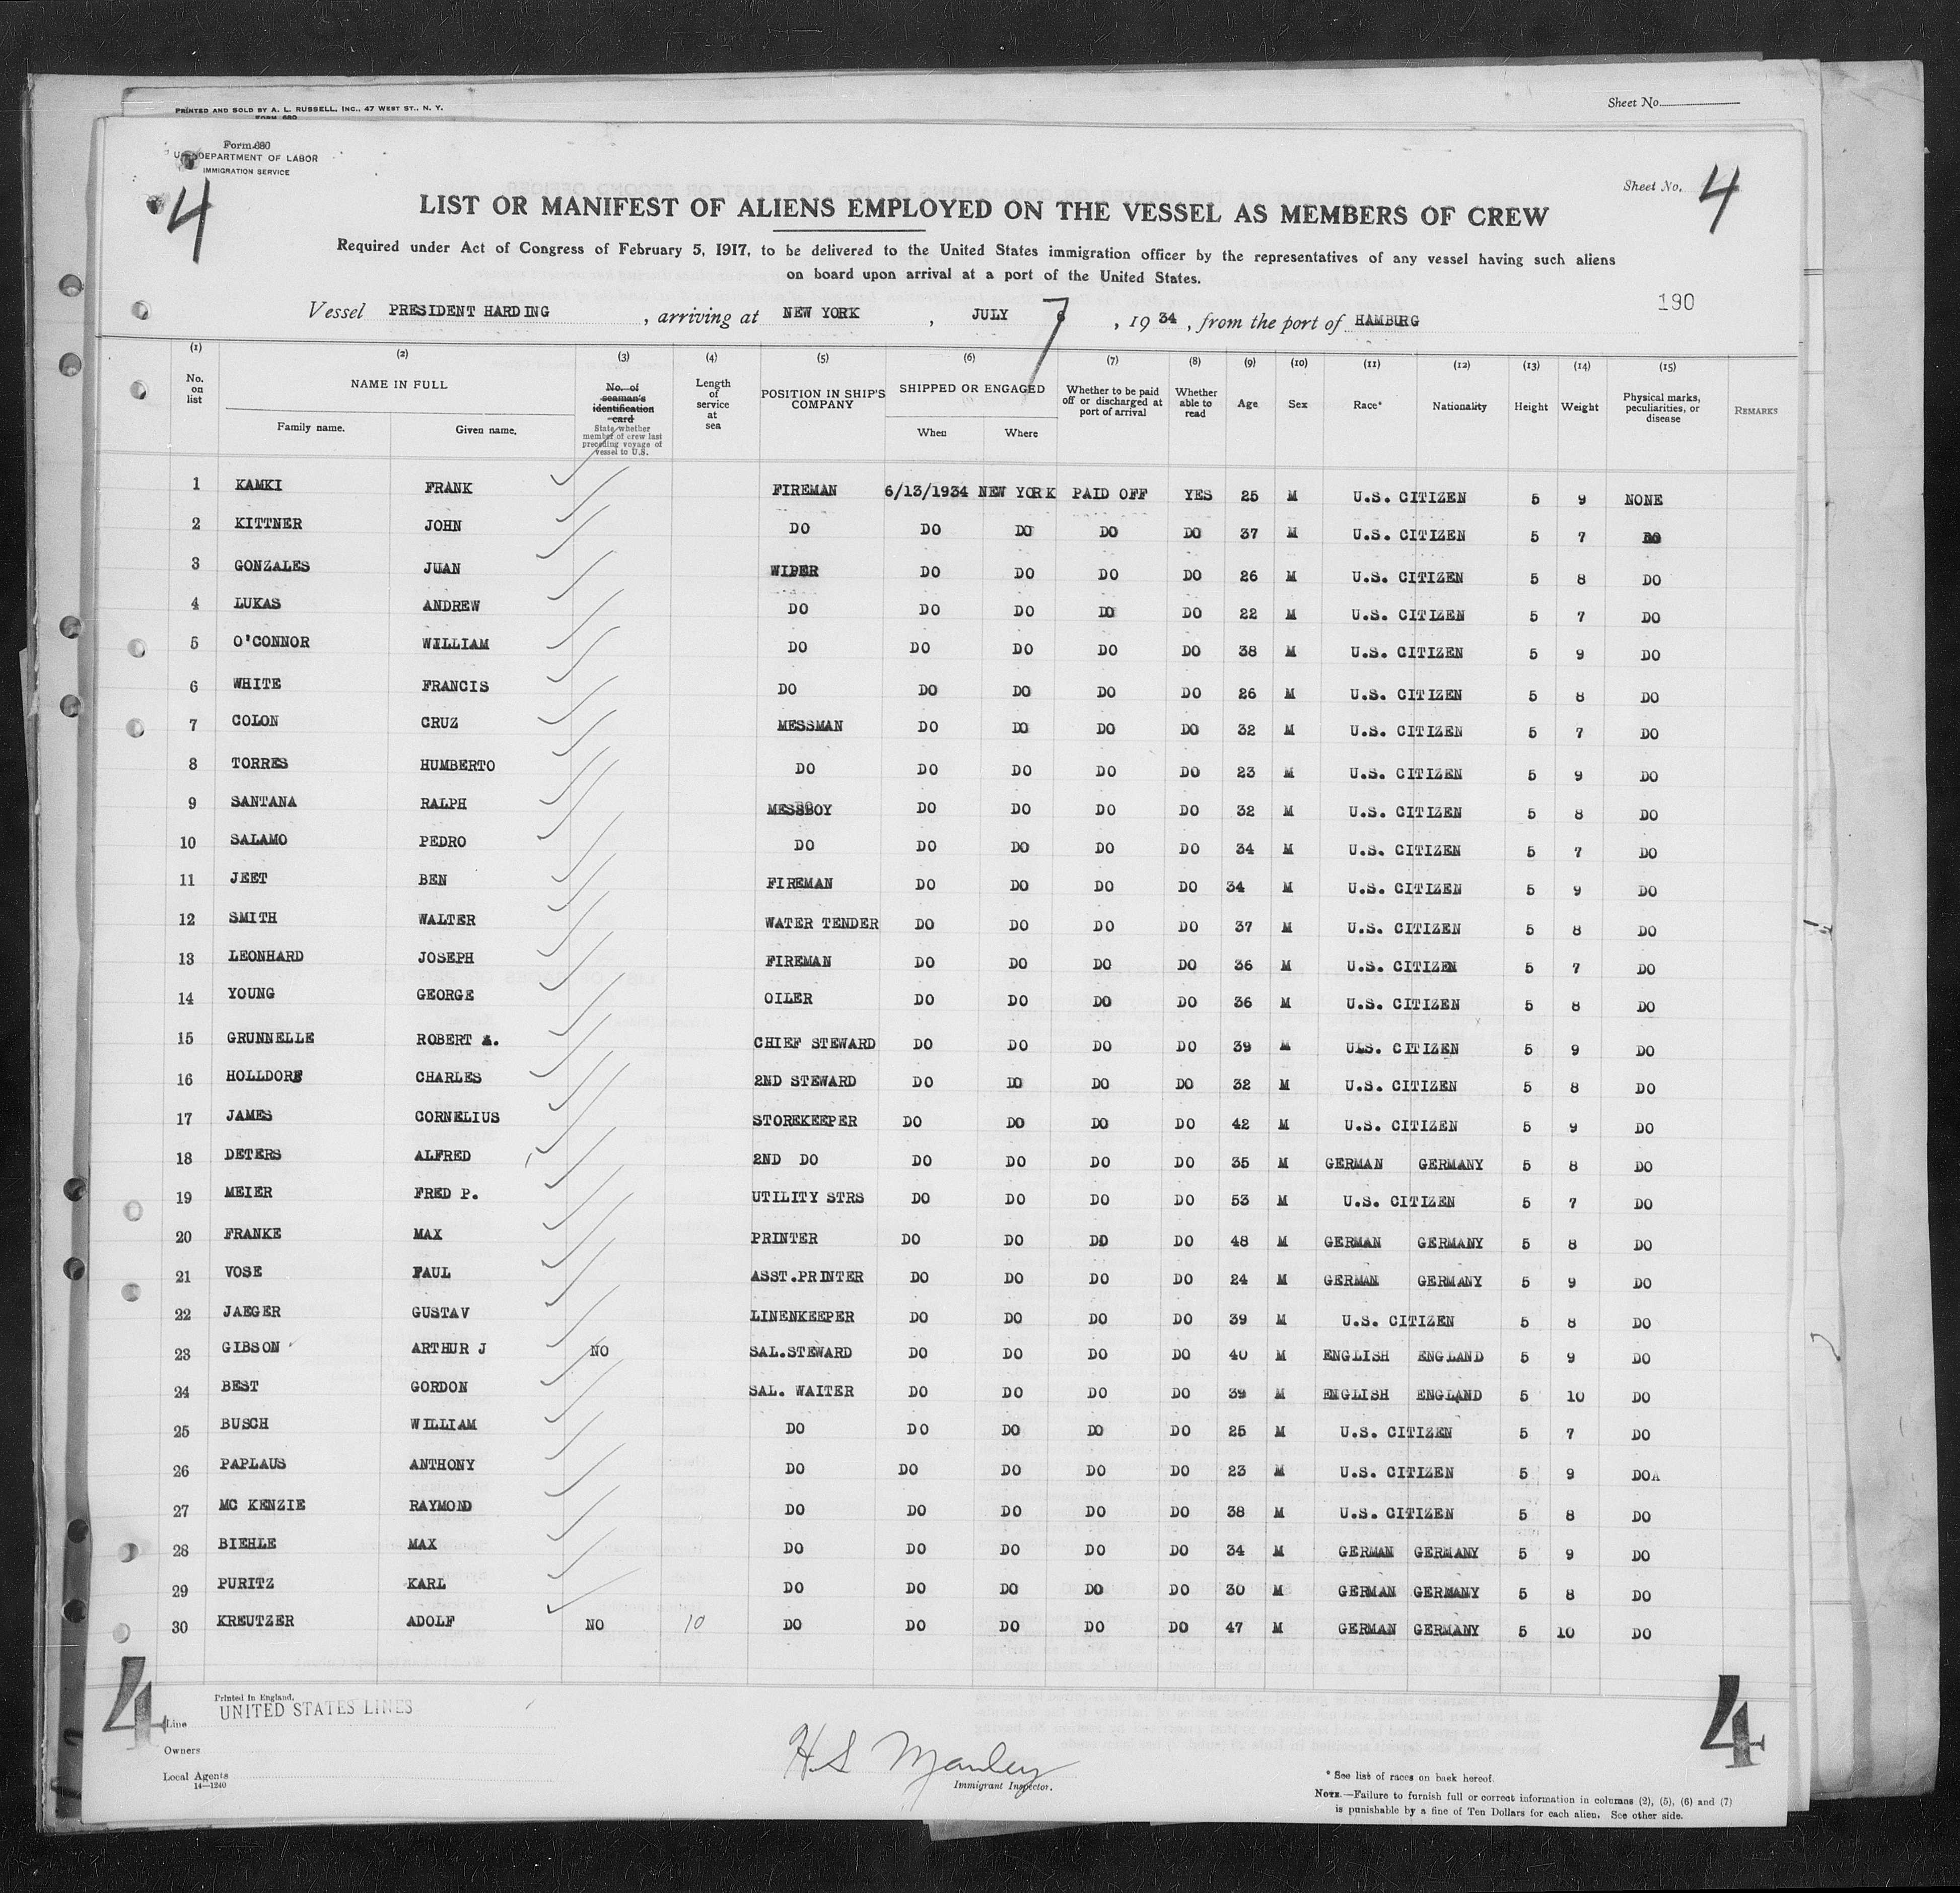 PRINTED AND SOLD BY A. L. RUSSELL, INC., 47 WEST ST., N. Y.
FORM 680
Sheet No.
Form 680
U. S. DEPARTMENT OF LABOR
IMMIGRATION SERVICE
4
Sheet No. 4
LIST OR MANIFEST OF ALIENS EMPLOYED ON THE VESSEL AS MEMBERS OF CREW
Required under Act of Congress of February 5, 1917, to be delivered to the United States immigration officer by the representatives of any vessel having such aliens
on board upon arrival at a port of the United States.
190
Vessel PRESIDENT HARDING , arriving at NEW YORK , JULY 7 , 1934 , from the port of HAMBURG
(1) (2) (3) (4) (5) (6) (7) (8) (9) (10) (11) (12) (13) (14) (15)
No. on list NAME IN FULL Family name. Given name. No. of seaman's identification card State whether member of crew last preceding voyage of vessel to U.S. Length of service at sea POSITION IN SHIP'S COMPANY SHIPPED OR ENGAGED When Where Whether to be paid off or discharged at port of arrival Whether able to read Age Sex Race* Nationality Height Weight Physical marks, peculiarities, or disease REMARKS
1 KAMKI FRANK FIREMAN 6/13/1934 NEW YORK PAID OFF YES 25 M U.S. CITIZEN 5 9 NONE
2 KITTNER JOHN DO DO DO DO DO 37 M U.S. CITIZEN 5 7 DO
3 GONZALES JUAN WIPER DO DO DO DO 26 M U.S. CITIZEN 5 8 DO
4 LUKAS ANDREW DO DO DO DO DO 22 M U.S. CITIZEN 5 7 DO
5 O'CONNOR WILLIAM DO DO DO DO DO 38 M U.S. CITIZEN 5 9 DO
6 WHITE FRANCIS DO DO DO DO DO 26 M U.S. CITIZEN 5 8 DO
7 COLON CRUZ MESSMAN DO DO DO DO 32 M U.S. CITIZEN 5 7 DO
8 TORRES HUMBERTO DO DO DO DO DO 23 M U.S. CITIZEN 5 9 DO
9 SANTANA RALPH MESSBOY DO DO DO DO 32 M U.S. CITIZEN 5 8 DO
10 SALAMO PEDRO DO DO DO DO DO 34 M U.S. CITIZEN 5 7 DO
11 JEET BEN FIREMAN DO DO DO DO 34 M U.S. CITIZEN 5 9 DO
12 SMITH WALTER WATER TENDER DO DO DO DO 37 M U.S. CITIZEN 5 8 DO
13 LEONHARD JOSEPH FIREMAN DO DO DO DO 36 M U.S. CITIZEN 5 7 DO
14 YOUNG GEORGE OILER DO DO DO DO 36 M U.S. CITIZEN 5 8 DO
15 GRUNNELLE ROBERT A. CHIEF STEWARD DO DO DO DO 39 M U.S. CITIZEN 5 9 DO
16 HOLLDORF CHARLES 2ND STEWARD DO DO DO DO 32 M U.S. CITIZEN 5 8 DO
17 JAMES CORNELIUS STOREKEEPER DO DO DO DO 42 M U.S. CITIZEN 5 9 DO
18 DETERS ALFRED 2ND DO DO DO DO DO 35 M GERMAN GERMANY 5 8 DO
19 MEIER FRED P. UTILITY STRS DO DO DO DO 53 M U.S. CITIZEN 5 7 DO
20 FRANKE MAX PRINTER DO DO DO DO 48 M GERMAN GERMANY 5 8 DO
21 VOSE PAUL ASST.PRINTER DO DO DO DO 24 M GERMAN GERMANY 5 9 DO
22 JAEGER GUSTAV LINENKEEPER DO DO DO DO 39 M U.S. CITIZEN 5 8 DO
23 GIBSON ARTHUR J NO SAL.STEWARD DO DO DO DO 40 M ENGLISH ENGLAND 5 9 DO
24 BEST GORDON SAL. WAITER DO DO DO DO 39 M ENGLISH ENGLAND 5 10 DO
25 BUSCH WILLIAM DO DO DO DO DO 25 M U.S. CITIZEN 5 7 DO
26 PAPLAUS ANTHONY DO DO DO DO DO 23 M U.S. CITIZEN 5 9 DO
27 MC KENZIE RAYMOND DO DO DO DO DO 38 M U.S. CITIZEN 5 8 DO
28 BIEHLE MAX DO DO DO DO DO 34 M GERMAN GERMANY 5 9 DO
29 PURITZ KARL DO DO DO DO DO 30 M GERMAN GERMANY 5 8 DO
30 KREUTZER ADOLF NO 10 DO DO DO DO DO 47 M GERMAN GERMANY 5 10 DO
4
4
Printed in England.
Line UNITED STATES LINES
Owners
Local Agents
14—1240
H S Manley
Immigrant Inspector.
* See list of races on back hereof.
NOTE.—Failure to furnish full or correct information in columns (2), (5), (6) and (7)
is punishable by a fine of Ten Dollars for each alien. See other side.